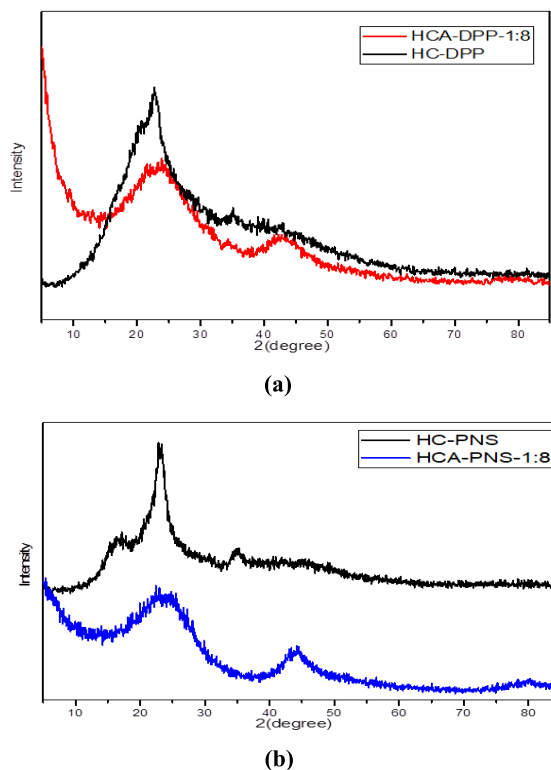 HCA-DPP-1:8
HC-DPP
Intensity
10 20 30 40 50 60 70 80
2(degree)
(a)
HC-PNS
HCA-PNS-1:8
Intensity
10 20 30 40 50 60 70 80
2(degree)
(b)